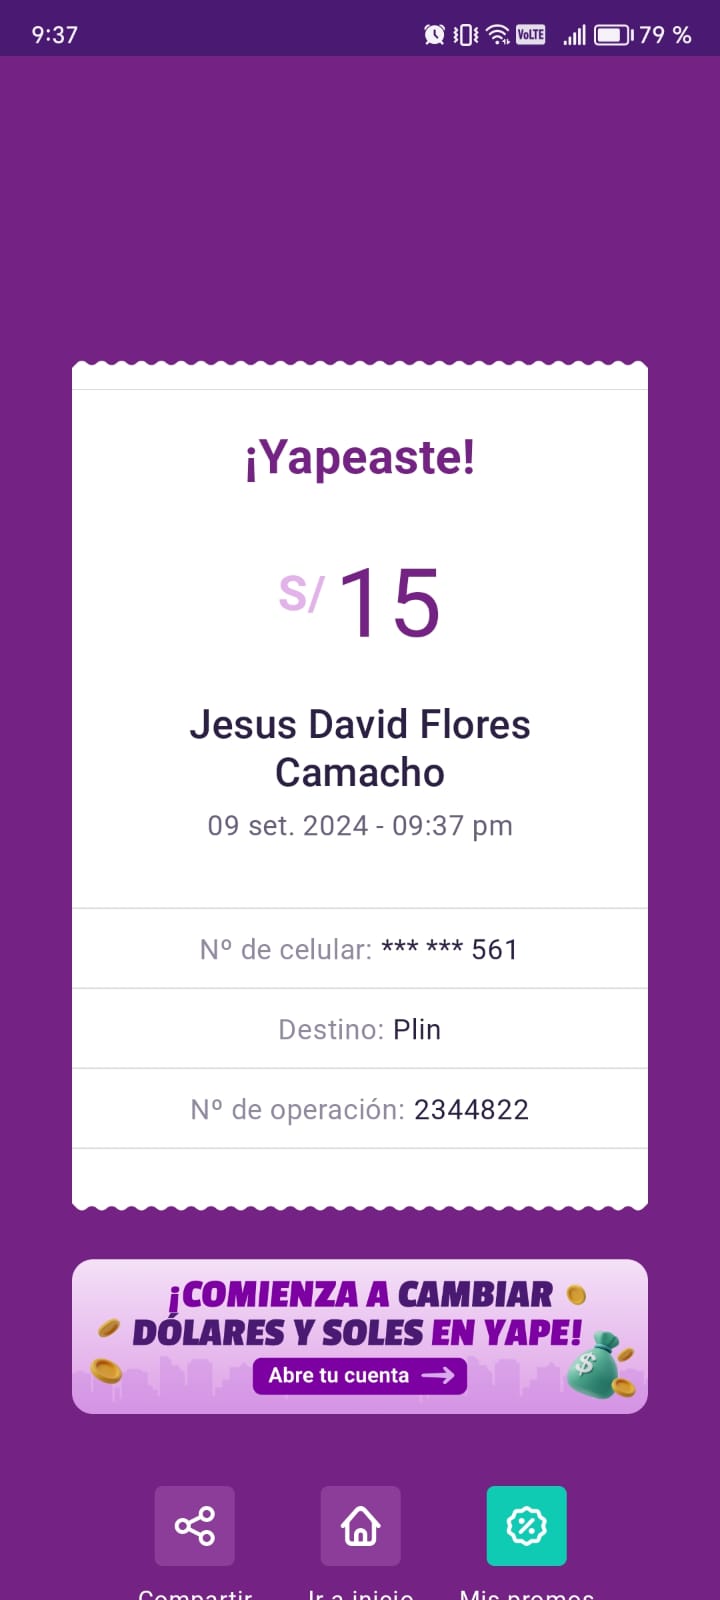 9:37
VoLTE
79 %
¡Yapeaste!
S/ 15
Jesus David Flores
Camacho
09 set. 2024 - 09:37 pm
Nº de celular: *** *** 561
Destino: Plin
Nº de operación: 2344822
¡COMIENZA A CAMBIAR
DÓLARES Y SOLES EN YAPE!
Abre tu cuenta
$
Compartir
Ir a inicio
Mis promos